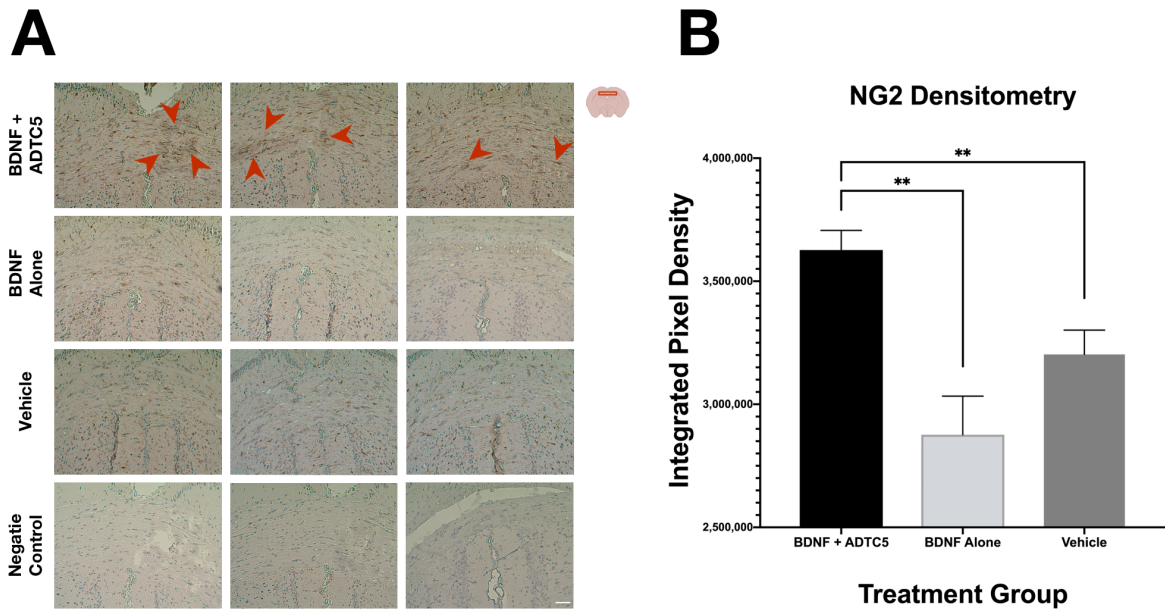 A
BDNF +
ADTC5
BDNF
Alone
Vehicle
Negatie
Control
B
NG2 Densitometry
**
**
Integrated Pixel Density
4,000,000
3,500,000
3,000,000
2,500,000
BDNF + ADTC5
BDNF Alone
Vehicle
Treatment Group